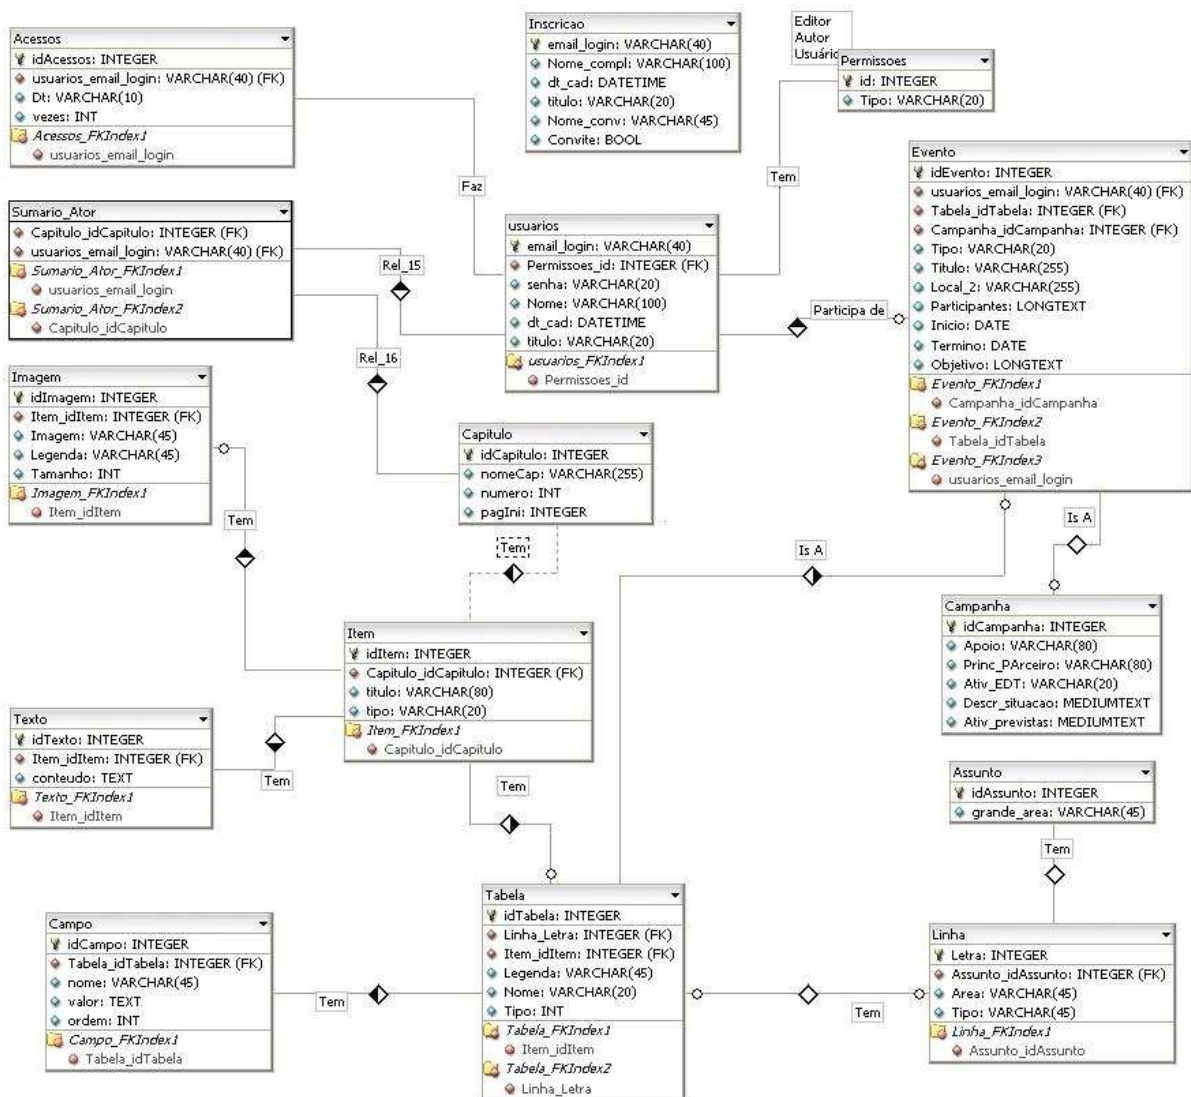 Acessos
idAcessos: INTEGER
usuarios_email_login: VARCHAR(40) (FK)
Dt: VARCHAR(10)
vezes: INT
Acessos_FKIndex1
usuarios_email_login
Inscricao
email_login: VARCHAR(40)
Nome_compl: VARCHAR(100)
dt_cad: DATETIME
titulo: VARCHAR(20)
Nome_conv: VARCHAR(45)
Convite: BOOL
Editor
Autor
Usuário
Permissoes
id: INTEGER
Tipo: VARCHAR(20)
Faz
Tem
Evento
idEvento: INTEGER
usuarios_email_login: VARCHAR(40) (FK)
Tabela_idTabela: INTEGER (FK)
Campanha_idCampanha: INTEGER (FK)
Tipo: VARCHAR(20)
Titulo: VARCHAR(255)
Local_2: VARCHAR(255)
Participantes: LONGTEXT
Inicio: DATE
Termino: DATE
Objetivo: LONGTEXT
Evento_FKIndex1
Campanha_idCampanha
Evento_FKIndex2
Tabela_idTabela
Evento_FKIndex3
usuarios_email_login
Sumario_Ator
Capitulo_idCapitulo: INTEGER (FK)
usuarios_email_login: VARCHAR(40) (FK)
Sumario_Ator_FKIndex1
usuarios_email_login
Sumario_Ator_FKIndex2
Capitulo_idCapitulo
Rel_15
Rel_16
usuarios
email_login: VARCHAR(40)
Permissoes_id: INTEGER (FK)
senha: VARCHAR(20)
Nome: VARCHAR(100)
dt_cad: DATETIME
titulo: VARCHAR(20)
usuarios_FKIndex1
Permissoes_id
Participa de
Imagem
idImagem: INTEGER
Item_idItem: INTEGER (FK)
Imagem: VARCHAR(45)
Legenda: VARCHAR(45)
Tamanho: INT
Imagem_FKIndex1
Item_idItem
Tem
Capitulo
idCapitulo: INTEGER
nomeCap: VARCHAR(255)
numero: INT
pagIni: INTEGER
Tem
Is A
Is A
Campanha
idCampanha: INTEGER
Apoio: VARCHAR(80)
Princ_PArceiro: VARCHAR(80)
Ativ_EDT: VARCHAR(20)
Descr_situacao: MEDIUMTEXT
Ativ_previstas: MEDIUMTEXT
Item
idItem: INTEGER
Capitulo_idCapitulo: INTEGER (FK)
titulo: VARCHAR(80)
tipo: VARCHAR(20)
Item_FKIndex1
Capitulo_idCapitulo
Texto
idTexto: INTEGER
Item_idItem: INTEGER (FK)
conteudo: TEXT
Texto_FKIndex1
Item_idItem
Tem
Tem
Assunto
idAssunto: INTEGER
grande_area: VARCHAR(45)
Tem
Campo
idCampo: INTEGER
Tabela_idTabela: INTEGER (FK)
nome: VARCHAR(45)
valor: TEXT
ordem: INT
Campo_FKIndex1
Tabela_idTabela
Tem
Tabela
idTabela: INTEGER
Linha_Letra: INTEGER (FK)
Item_idItem: INTEGER (FK)
Legenda: VARCHAR(45)
Nome: VARCHAR(20)
Tipo: INT
Tabela_FKIndex1
Item_idItem
Tabela_FKIndex2
Linha_Letra
Tem
Linha
Letra: INTEGER
Assunto_idAssunto: INTEGER (FK)
Area: VARCHAR(45)
Tipo: VARCHAR(45)
Linha_FKIndex1
Assunto_idAssunto